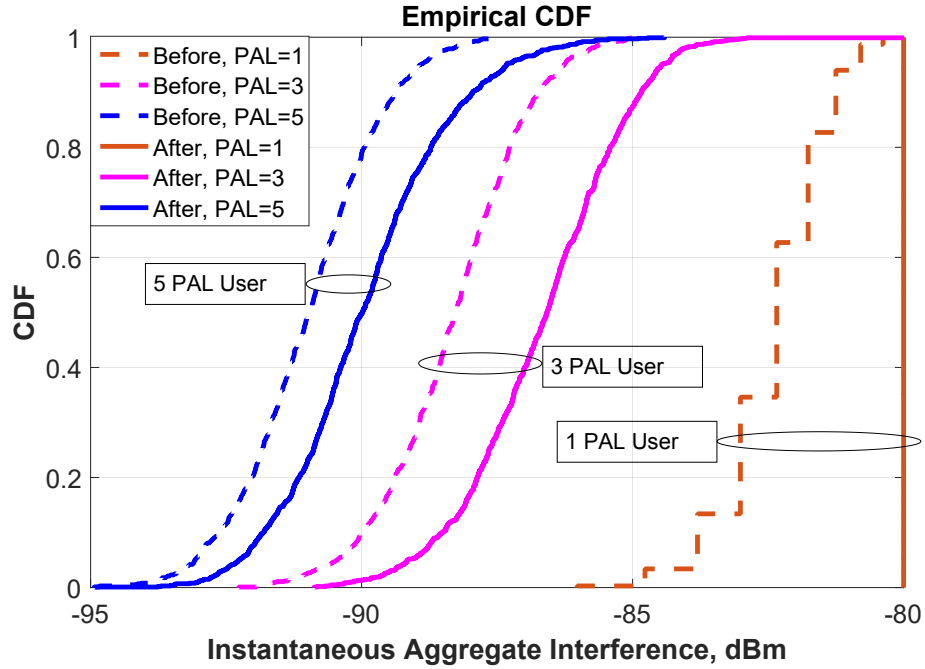 Empirical CDF
1
0.8
0.6
0.4
0.2
0
CDF
Before, PAL=1
Before, PAL=3
Before, PAL=5
After, PAL=1
After, PAL=3
After, PAL=5
5 PAL User
3 PAL User
1 PAL User
-95
-90
-85
-80
Instantaneous Aggregate Interference, dBm